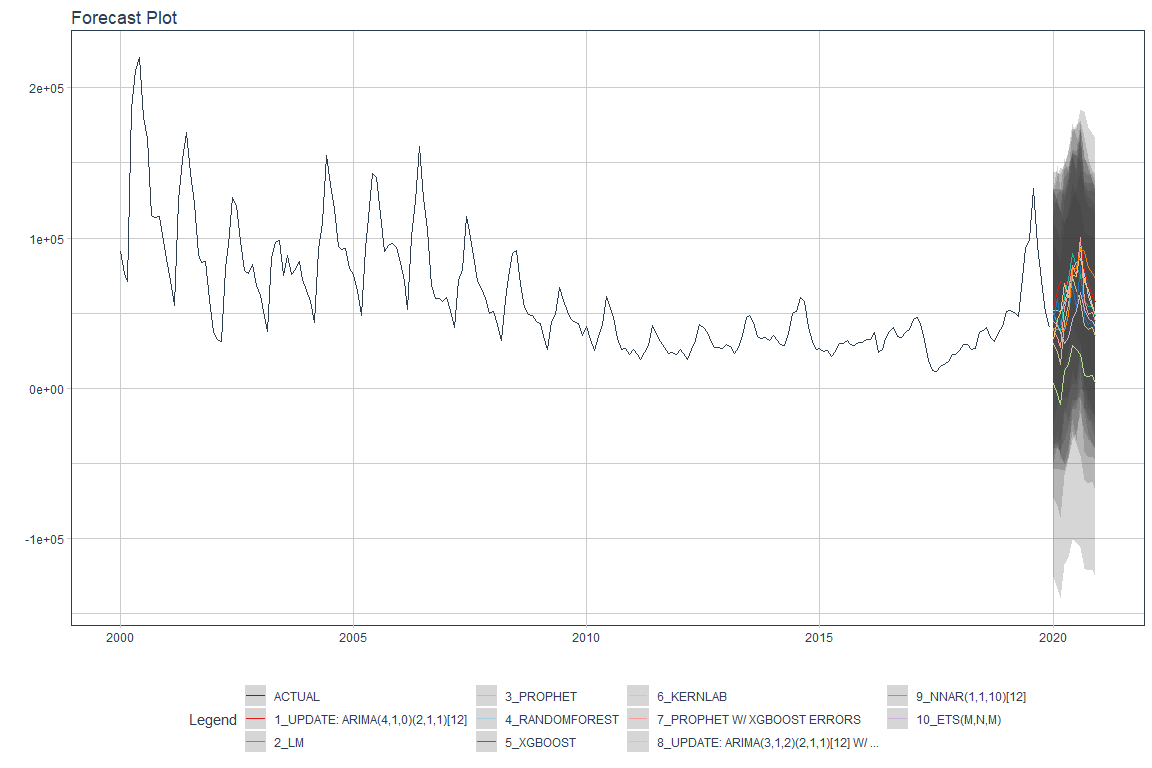 Forecast Plot
2e+05
1e+05
0e+00
-1e+05
2000 2005 2010 2015 2020
Legend
ACTUAL 3_PROPHET 6_KERNLAB 9_NNAR(1,1,10)[12]
1_UPDATE: ARIMA(4,1,0)(2,1,1)[12] 4_RANDOMFOREST 7_PROPHET W/ XGBOOST ERRORS 10_ETS(M,N,M)
2_LM 5_XGBOOST 8_UPDATE: ARIMA(3,1,2)(2,1,1)[12] W/ ...